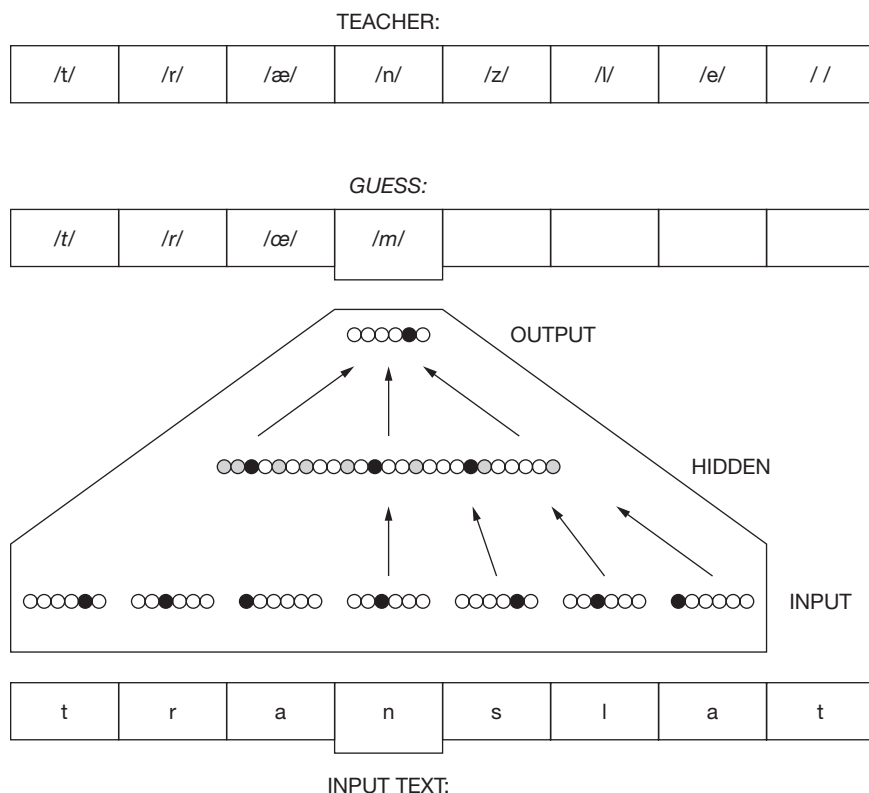 TEACHER:
/t/ /r/ /æ/ /n/ /z/ /l/ /e/ / /
GUESS:
/t/ /r/ /œ/ /m/
OUTPUT
HIDDEN
INPUT
t r a n s l a t
INPUT TEXT: